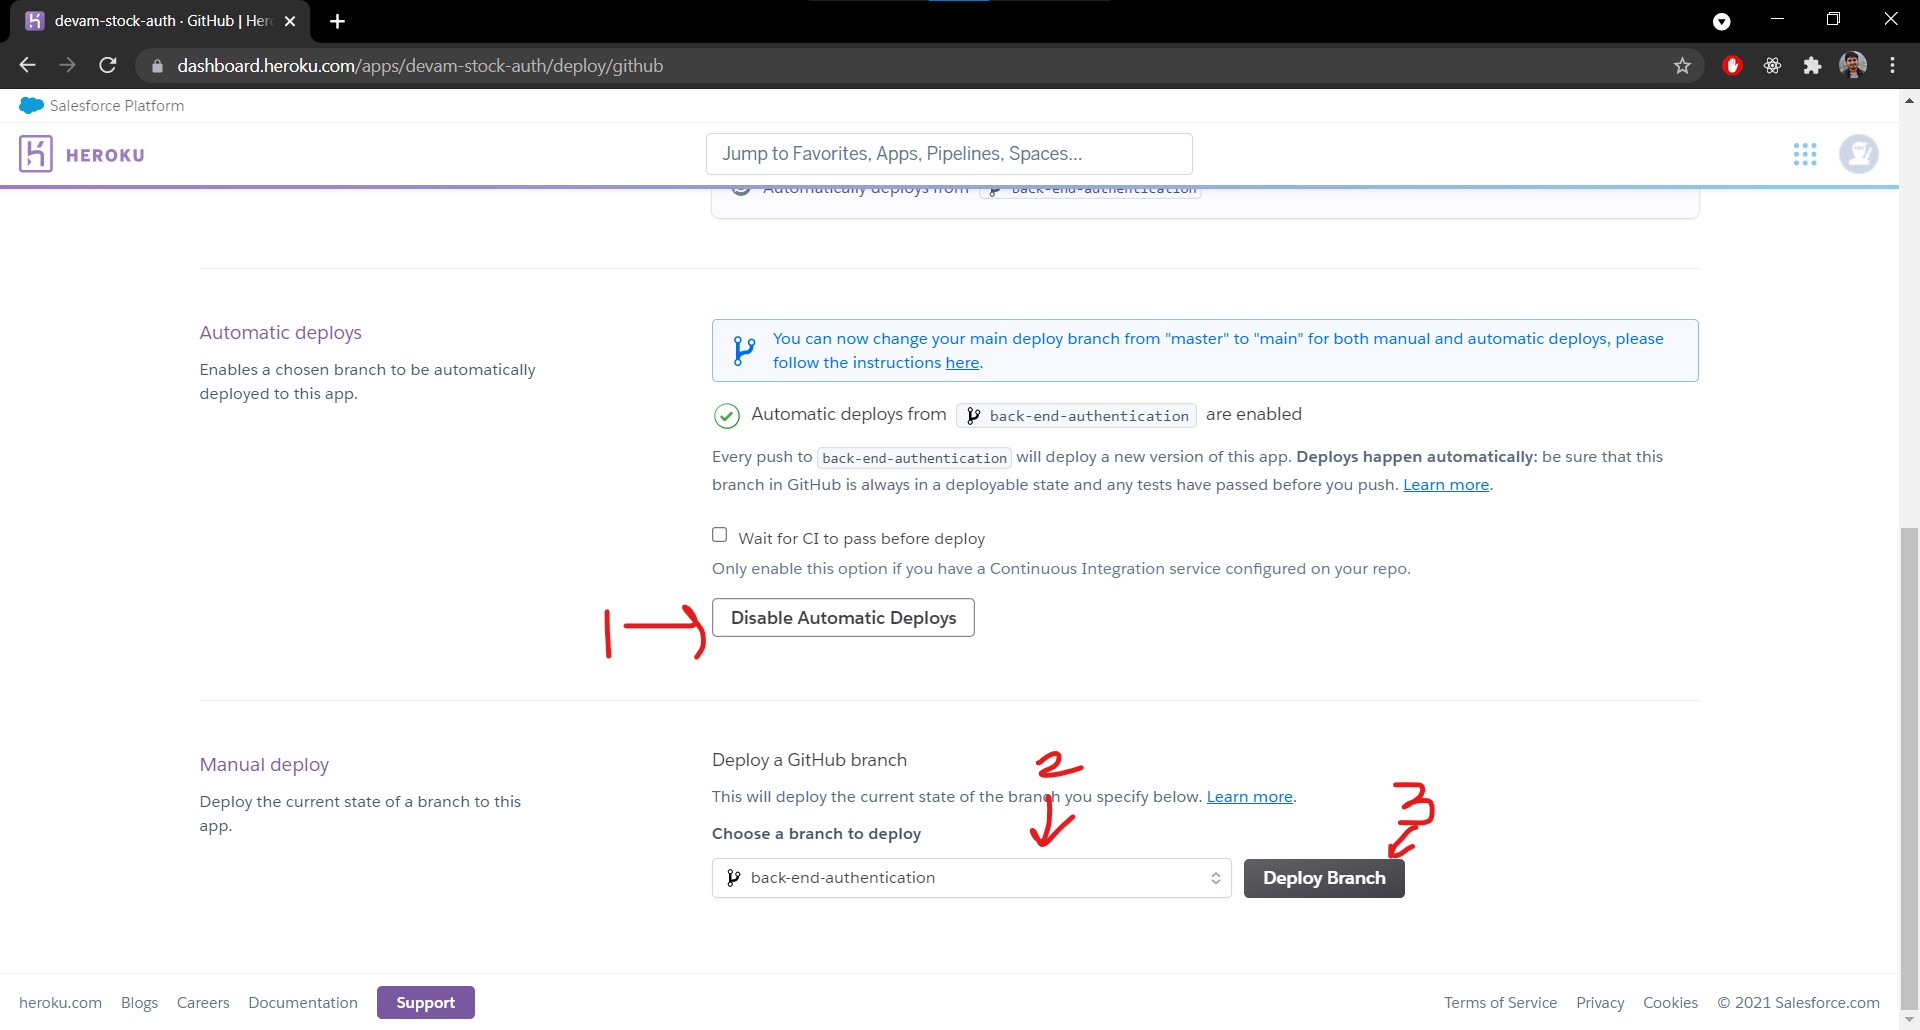 devam-stock-auth · GitHub | Her
dashboard.heroku.com/apps/devam-stock-auth/deploy/github
Salesforce Platform
HEROKU
Jump to Favorites, Apps, Pipelines, Spaces...
Automatically deploys from back-end-authentication
Automatic deploys
Enables a chosen branch to be automatically
deployed to this app.
You can now change your main deploy branch from "master" to "main" for both manual and automatic deploys, please
follow the instructions here.
Automatic deploys from back-end-authentication are enabled
Every push to back-end-authentication will deploy a new version of this app. Deploys happen automatically: be sure that this
branch in GitHub is always in a deployable state and any tests have passed before you push. Learn more.
Wait for CI to pass before deploy
Only enable this option if you have a Continuous Integration service configured on your repo.
1
Disable Automatic Deploys
Manual deploy
Deploy the current state of a branch to this
app.
Deploy a GitHub branch
2
This will deploy the current state of the branch you specify below. Learn more.
3
Choose a branch to deploy
back-end-authentication
Deploy Branch
heroku.com Blogs Careers Documentation Support
Terms of Service Privacy Cookies © 2021 Salesforce.com